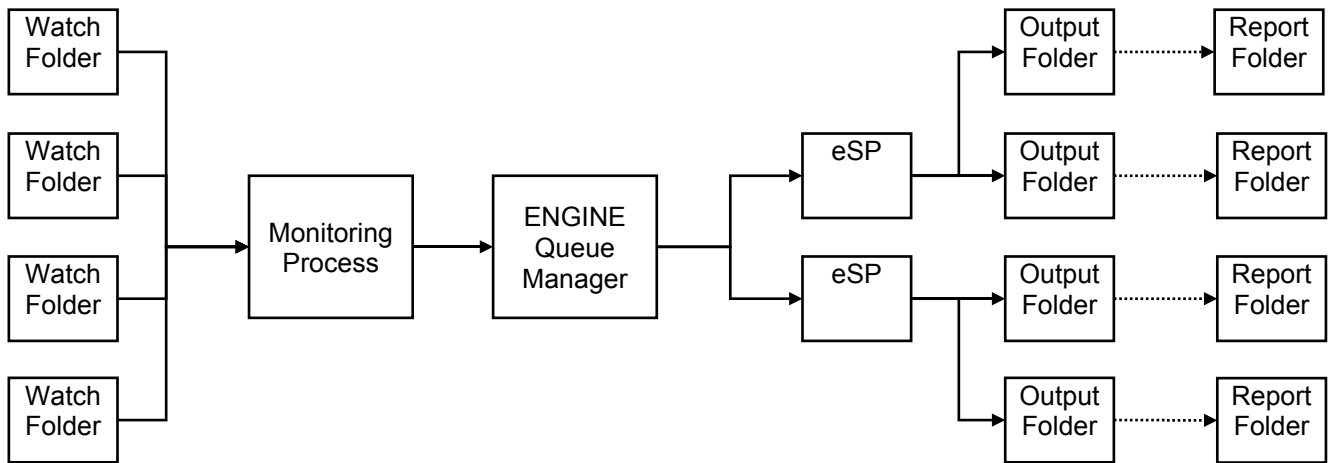 Watch
Folder
Watch
Folder
Watch
Folder
Watch
Folder
Monitoring
Process
ENGINE
Queue
Manager
eSP
eSP
Output
Folder
Output
Folder
Output
Folder
Output
Folder
Report
Folder
Report
Folder
Report
Folder
Report
Folder